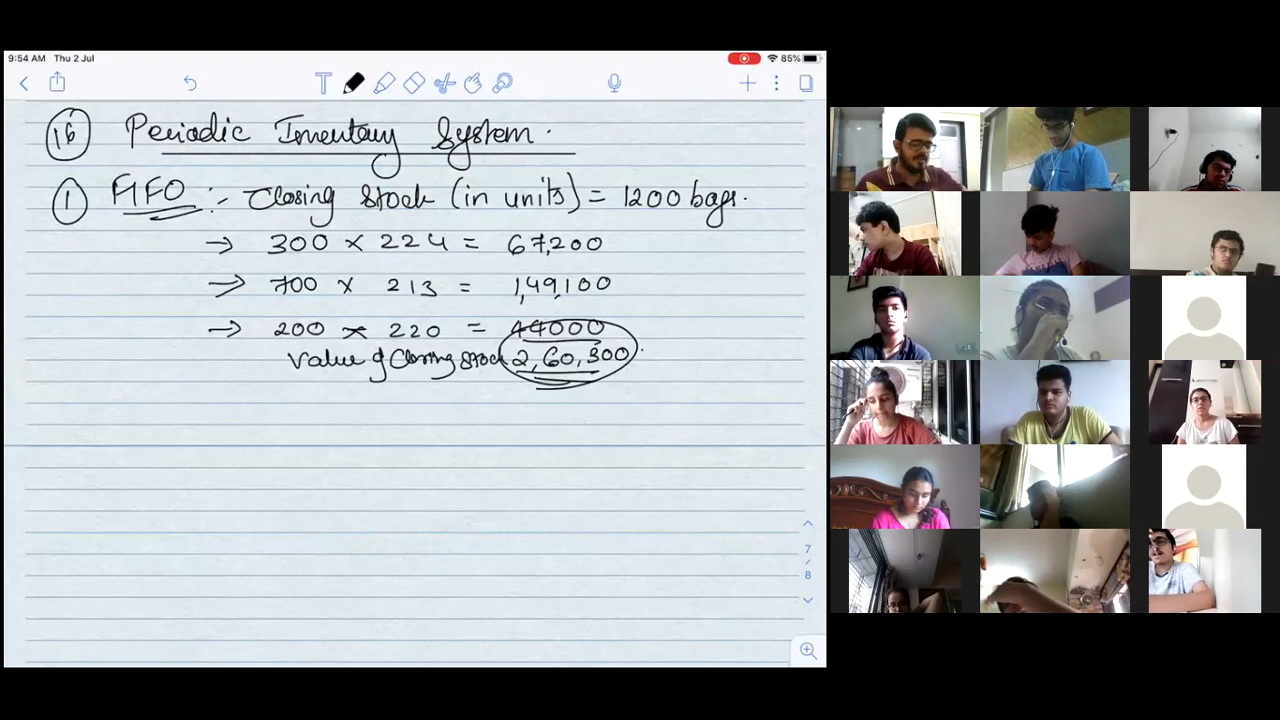 9:54 AM Thu 2 Jul
85%
T
16 Periodic Inventory System.
1 FIFO :- Closing Stock (in units) = 1200 bags.
→ 300 × 224 = 67,200
→ 700 × 213 = 1,49,100
→ 200 × 220 = 44000
Value of Closing Stock 2,60,300
7
/
8